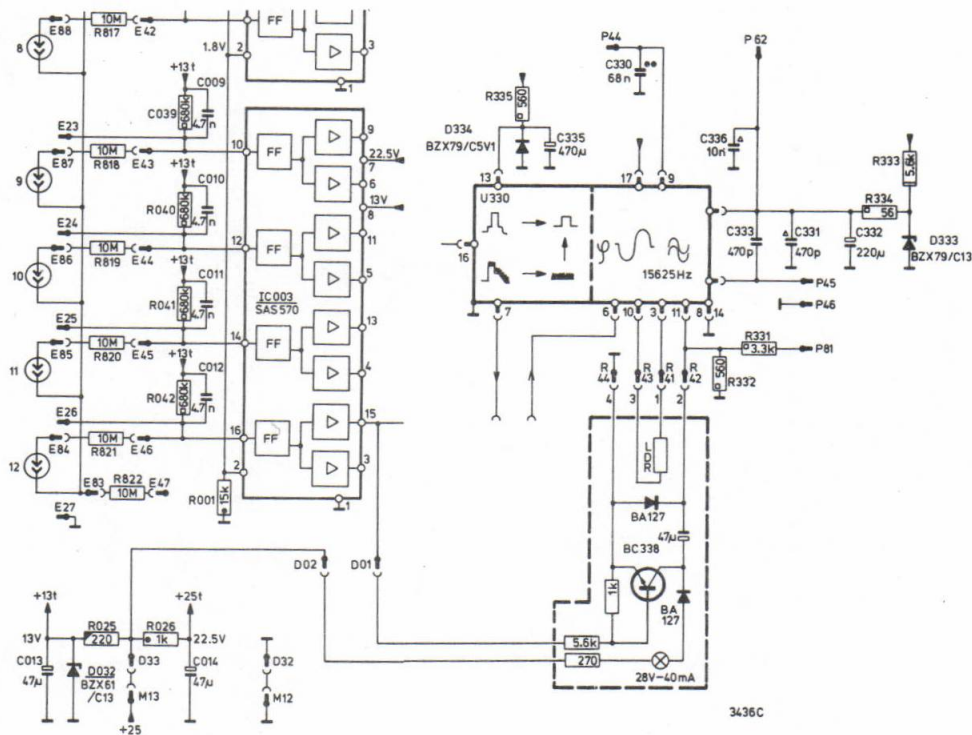 E88 10M E42
R817
8
FF
3
1.8V
2
1
+13t
C009
C039
680k
4.7n
E23
E87 10M E43
R818
9
10
FF
9
22.5V
7
6
13V
8
+13t
C010
R040
680k
4.7n
E24
E86 10M E44
R819
10
12
FF
11
5
+13t
C011
R041
680k
4.7n
IC003
SAS570
E25
E85 10M E45
R820
11
14
FF
13
4
+13t
C012
R042
680k
4.7n
E26
E84 10M E46
R821
12
16
FF
15
2
3
1
E83 R822 E47
10M
E27
R001
15k
P44
C330
68n
P62
R335
560
D334
BZX79/C5V1
C335
470µ
C336
10n
R333
5.6k
13
17
9
U330
R334
56
16
φ
15625Hz
C333
470p
C331
470p
C332
220µ
D333
BZX79/C13
P45
P46
7
6
10
3
11
8
14
R331
3.3k
P81
560
R332
R44
R43
R41
R42
4
3
1
2
LDR
BA127
47µ
BC338
1k
BA
127
5.6k
270
28V-40mA
D02
D01
+13t
+25t
13V
R025
220
R026
1k
22.5V
C013
47µ
D032
BZX61
/C13
D33
M13
+25
C014
47µ
D32
M12
3436C